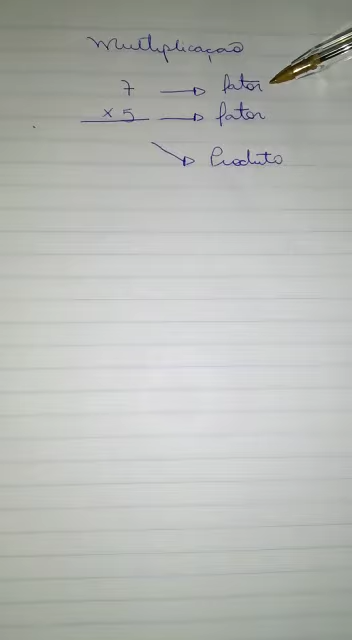 Multiplicação
7 → fator
x 5 → fator
→ Produto